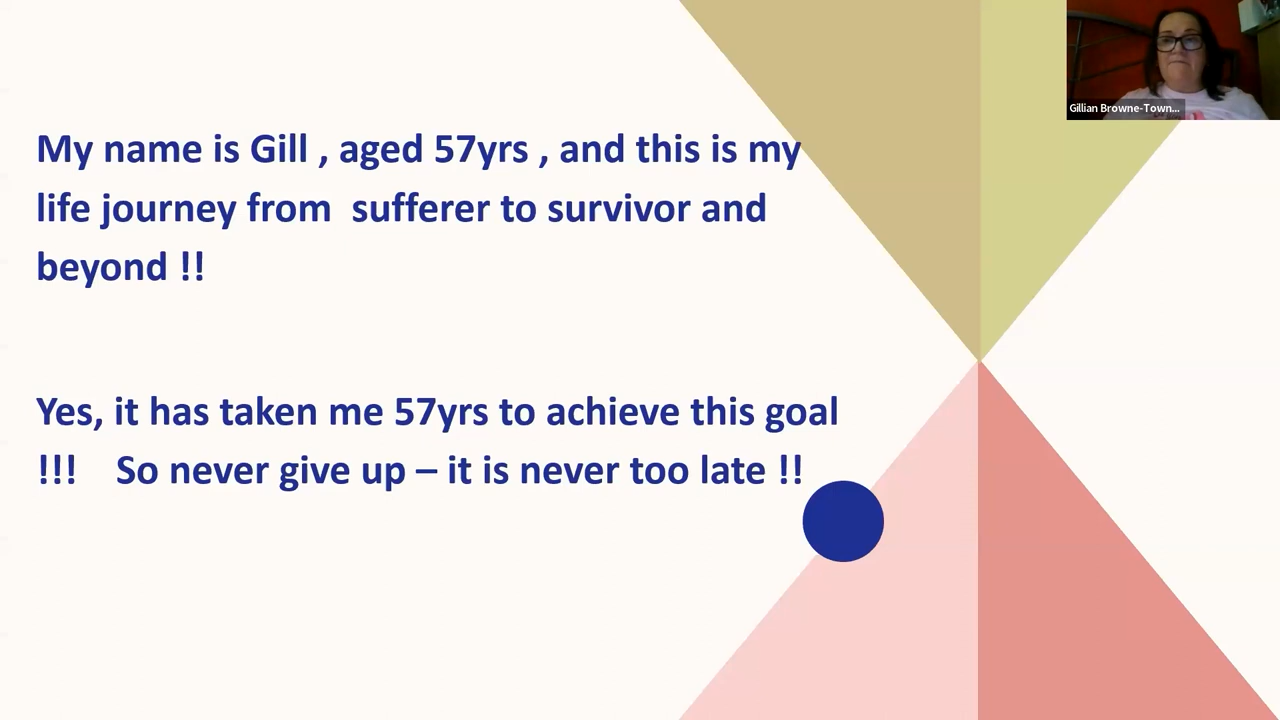 My name is Gill , aged 57yrs , and this is my
life journey from  sufferer to survivor and
beyond !!
Yes, it has taken me 57yrs to achieve this goal
!!!    So never give up – it is never too late !!
Gillian Browne-Town...